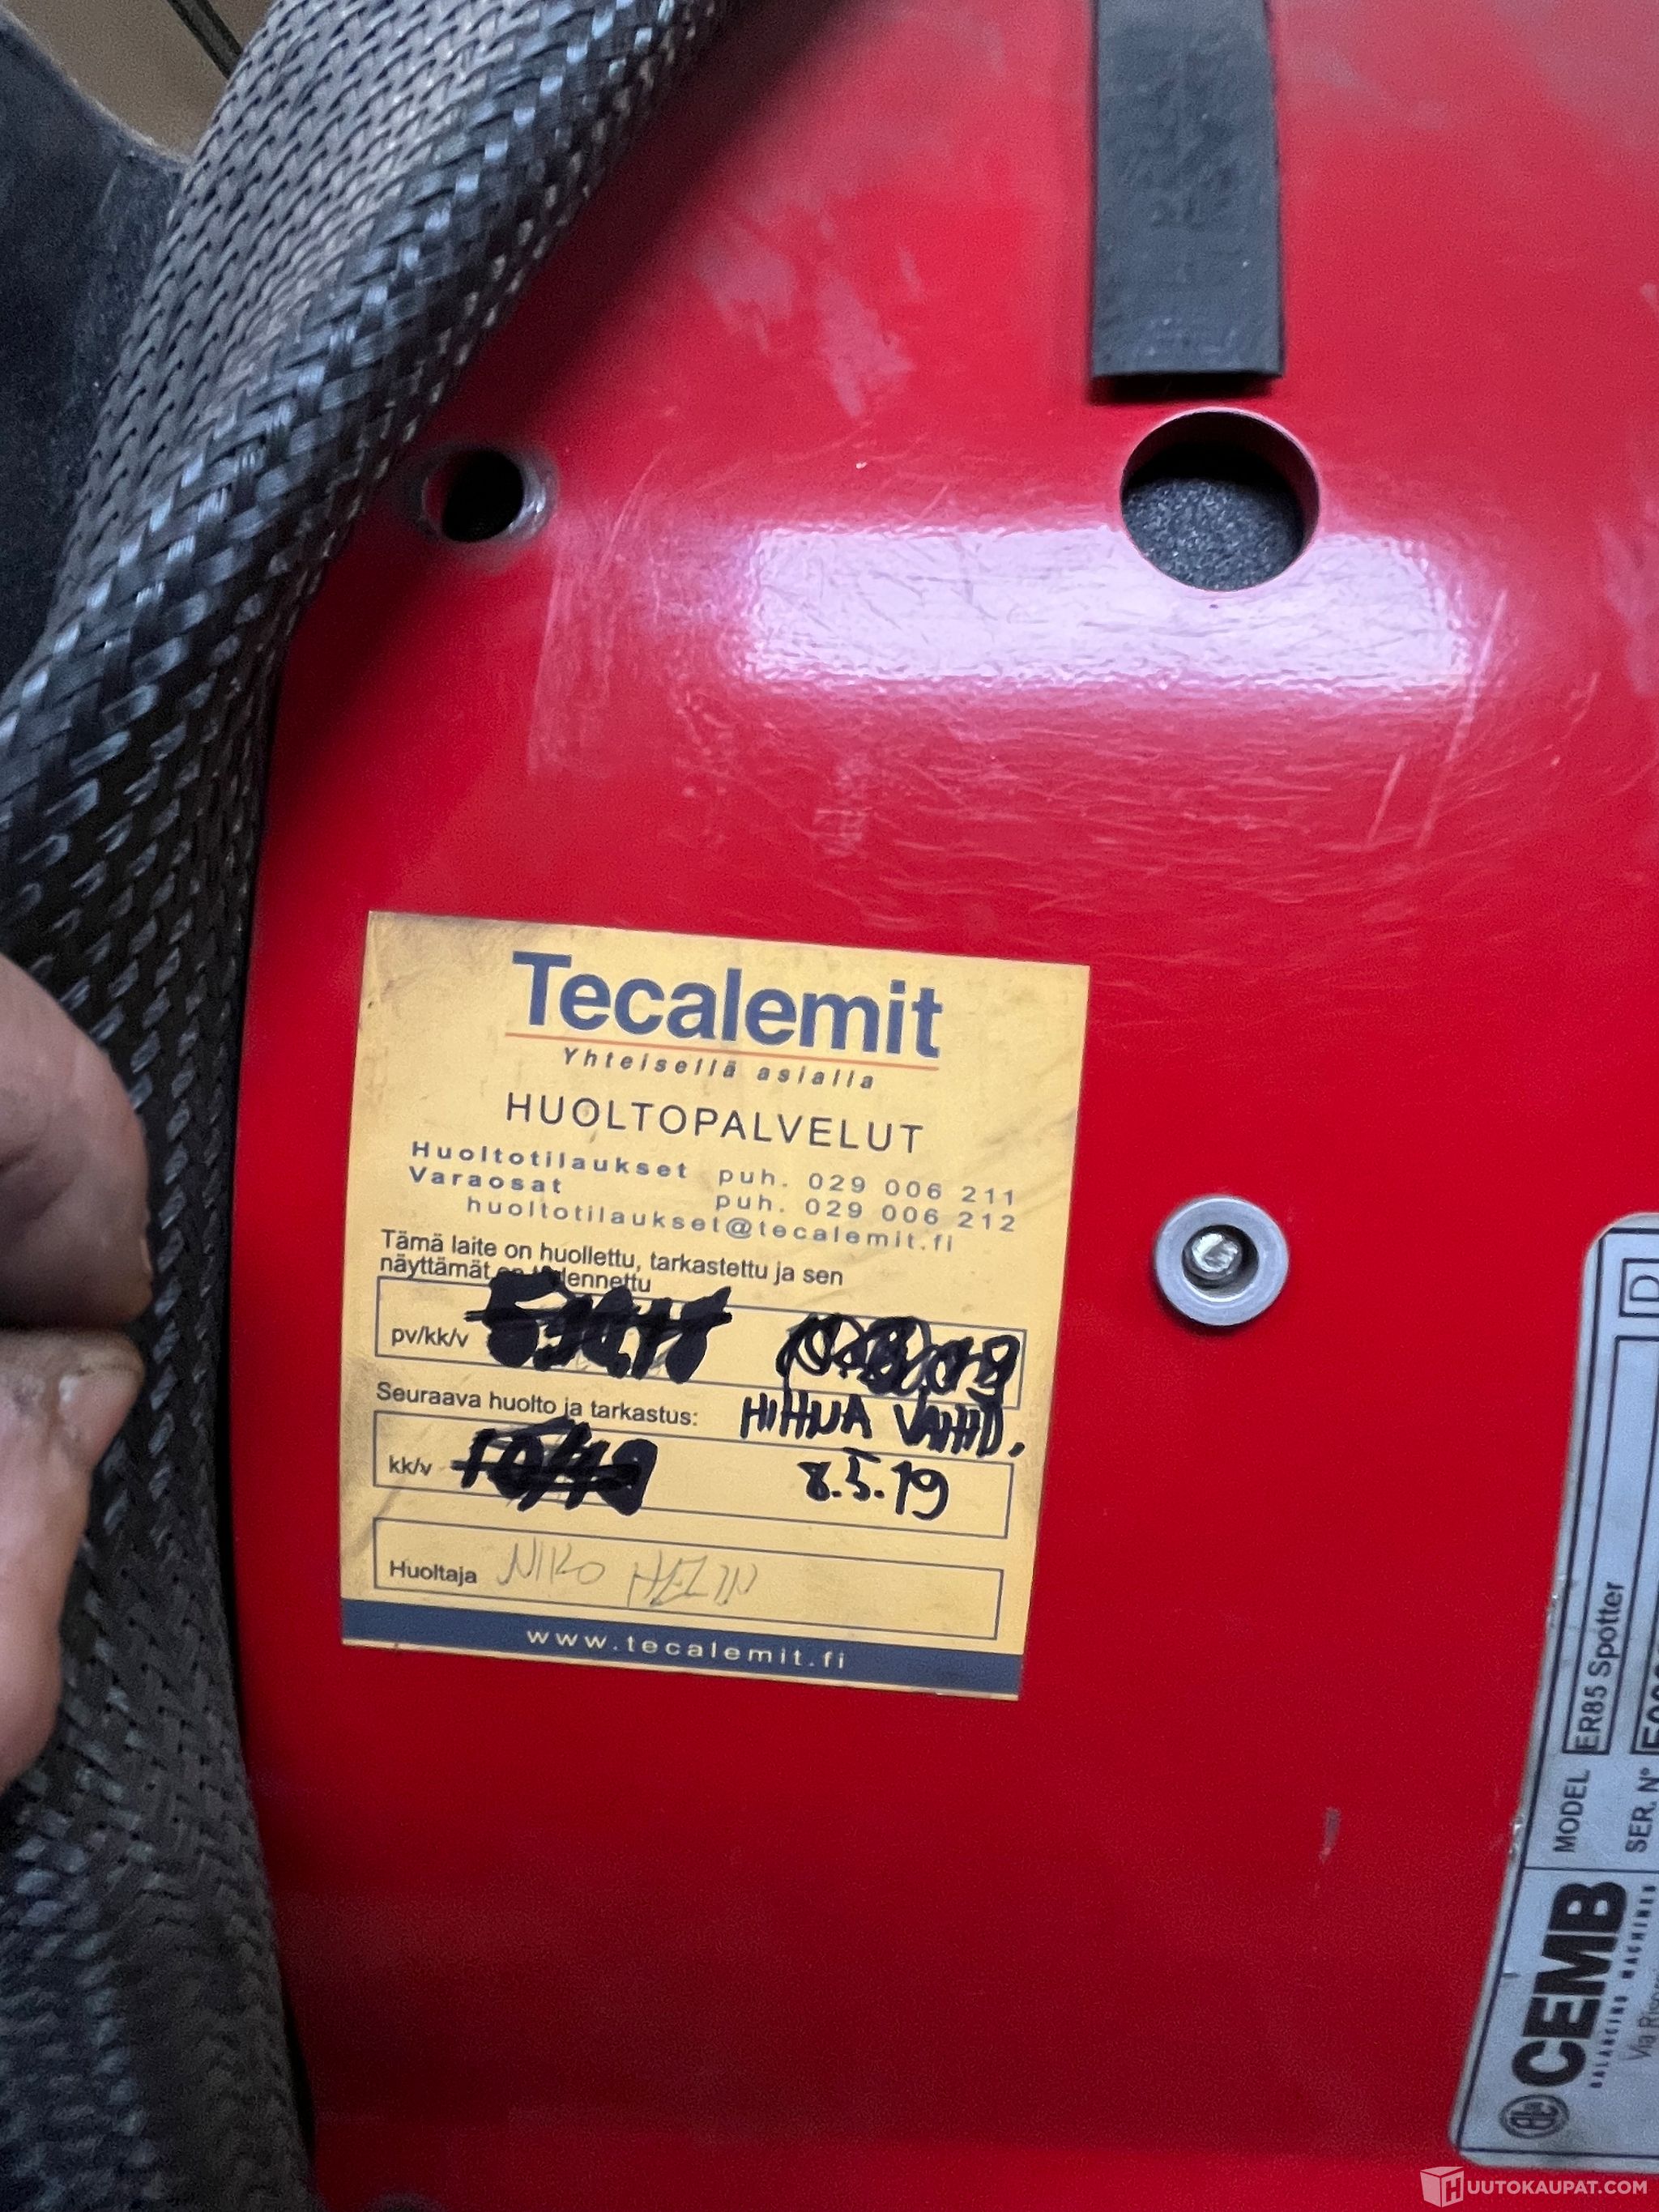 Tecalemit
Yhteisellä asialla
HUOLTOPALVELUT
Huoltotilaukset puh. 029 006 211
Varaosat puh. 029 006 212
huoltotilaukset@tecalemit.fi
Tämä laite on huollettu, tarkastettu ja sen
näyttämät
pv/kk/v
Seuraava huolto ja tarkastus:
HIHNA VAIHD.
kk/v 8.5.19
Huoltaja NIKO
www.tecalemit.fi
MODEL ER85 Spotter
SER. N°
D
CEMB
BALANCING MACHINES
HUUTOKAUPAT.COM